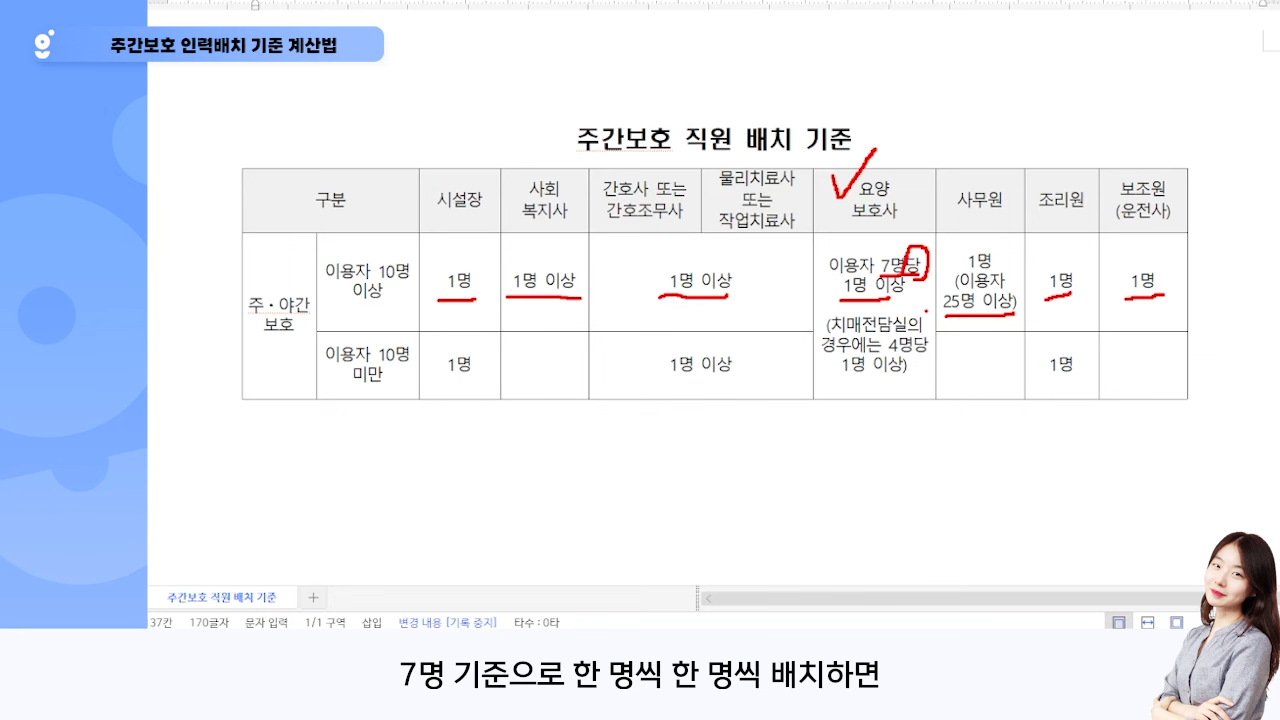 주간보호 인력배치 기준 계산법
주간보호 직원 배치 기준
구분
시설장
사회
복지사
간호사 또는
간호조무사
물리치료사
또는
작업치료사
요양
보호사
사무원
조리원
보조원
(운전사)
주·야간
보호
이용자 10명
이상
1명
1명 이상
1명 이상
이용자 7명당
1명 이상
(치매전담실의
경우에는 4명당
1명 이상)
1명
(이용자
25명 이상)
1명
1명
이용자 10명
미만
1명
1명 이상
1명
주간보호 직원 배치 기준
37칸 170글자 문자 입력 1/1 구역 삽입 변경 내용 [기록 중지] 타수 : 0타
7명 기준으로 한 명씩 한 명씩 배치하면